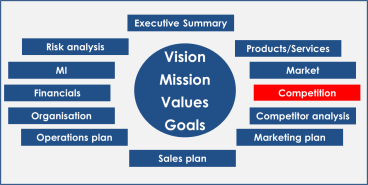 Executive Summary
Risk analysis
Products/Services
MI
Market
Financials
Competition
Organisation
Competitor analysis
Operations plan
Marketing plan
Sales plan
Vision
Mission
Values
Goals